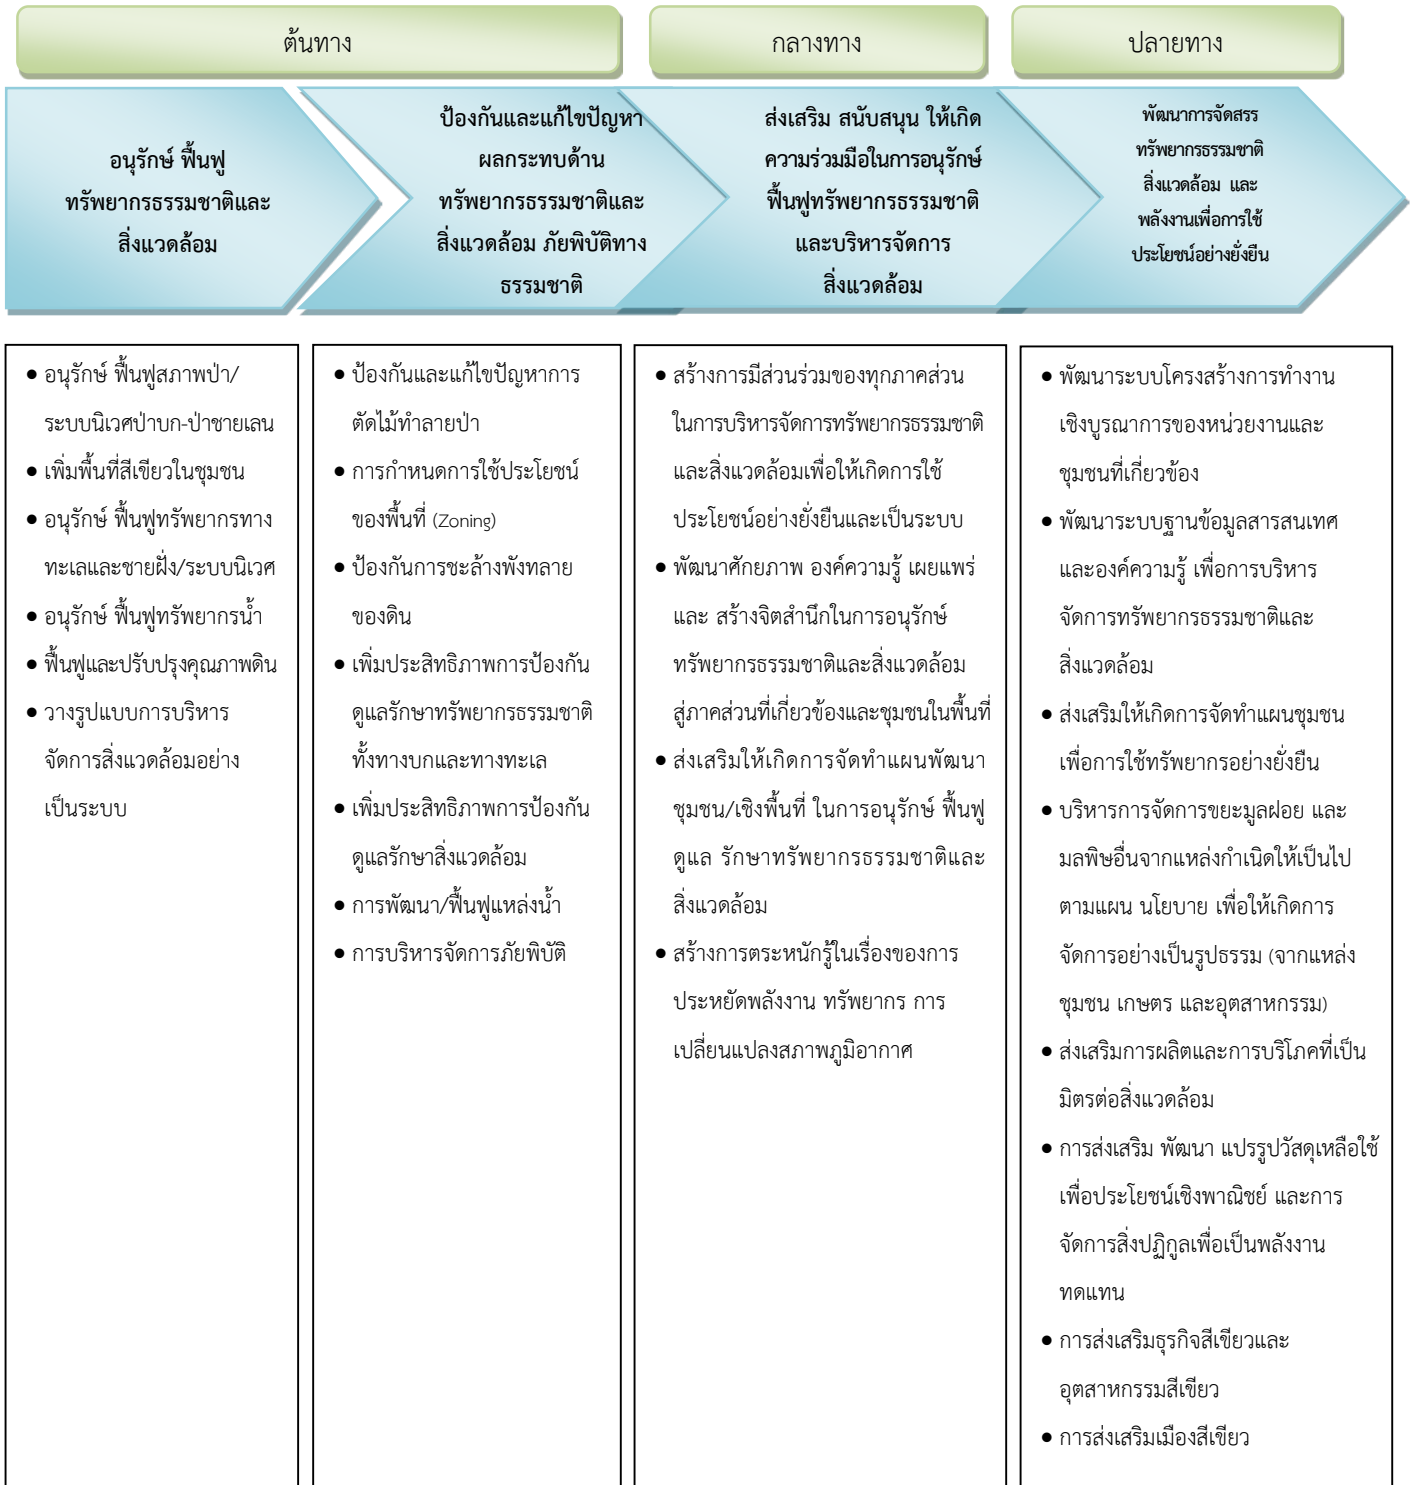 ต้นทาง
กลางทาง
ปลายทาง
อนุรักษ์ ฟื้นฟู
ทรัพยากรธรรมชาติและ
สิ่งแวดล้อม
ป้องกันและแก้ไขปัญหา
ผลกระทบด้าน
ทรัพยากรธรรมชาติและ
สิ่งแวดล้อม ภัยพิบัติทาง
ธรรมชาติ
ส่งเสริม สนับสนุน ให้เกิด
ความร่วมมือในการอนุรักษ์
ฟื้นฟูทรัพยากรธรรมชาติ
และบริหารจัดการ
สิ่งแวดล้อม
พัฒนาการจัดสรร
ทรัพยากรธรรมชาติ
สิ่งแวดล้อม และ
พลังงานเพื่อการใช้
ประโยชน์อย่างยั่งยืน
• อนุรักษ์ ฟื้นฟูสภาพป่า/
ระบบนิเวศป่าบก-ป่าชายเลน
• เพิ่มพื้นที่สีเขียวในชุมชน
• อนุรักษ์ ฟื้นฟูทรัพยากรทาง
ทะเลและชายฝั่ง/ระบบนิเวศ
• อนุรักษ์ ฟื้นฟูทรัพยากรน้ำ
• ฟื้นฟูและปรับปรุงคุณภาพดิน
• วางรูปแบบการบริหาร
จัดการสิ่งแวดล้อมอย่าง
เป็นระบบ
• ป้องกันและแก้ไขปัญหาการ
ตัดไม้ทำลายป่า
• การกำหนดการใช้ประโยชน์
ของพื้นที่ (Zoning)
• ป้องกันการชะล้างพังทลาย
ของดิน
• เพิ่มประสิทธิภาพการป้องกัน
ดูแลรักษาทรัพยากรธรรมชาติ
ทั้งทางบกและทางทะเล
• เพิ่มประสิทธิภาพการป้องกัน
ดูแลรักษาสิ่งแวดล้อม
• การพัฒนา/ฟื้นฟูแหล่งน้ำ
• การบริหารจัดการภัยพิบัติ
• สร้างการมีส่วนร่วมของทุกภาคส่วน
ในการบริหารจัดการทรัพยากรธรรมชาติ
และสิ่งแวดล้อมเพื่อให้เกิดการใช้
ประโยชน์อย่างยั่งยืนและเป็นระบบ
• พัฒนาศักยภาพ องค์ความรู้ เผยแพร่
และ สร้างจิตสำนึกในการอนุรักษ์
ทรัพยากรธรรมชาติและสิ่งแวดล้อม
สู่ภาคส่วนที่เกี่ยวข้องและชุมชนในพื้นที่
• ส่งเสริมให้เกิดการจัดทำแผนพัฒนา
ชุมชน/เชิงพื้นที่ ในการอนุรักษ์ ฟื้นฟู
ดูแล รักษาทรัพยากรธรรมชาติและ
สิ่งแวดล้อม
• สร้างการตระหนักรู้ในเรื่องของการ
ประหยัดพลังงาน ทรัพยากร การ
เปลี่ยนแปลงสภาพภูมิอากาศ
• พัฒนาระบบโครงสร้างการทำงาน
เชิงบูรณาการของหน่วยงานและ
ชุมชนที่เกี่ยวข้อง
• พัฒนาระบบฐานข้อมูลสารสนเทศ
และองค์ความรู้ เพื่อการบริหาร
จัดการทรัพยากรธรรมชาติและ
สิ่งแวดล้อม
• ส่งเสริมให้เกิดการจัดทำแผนชุมชน
เพื่อการใช้ทรัพยากรอย่างยั่งยืน
• บริหารการจัดการขยะมูลฝอย และ
มลพิษอื่นจากแหล่งกำเนิดให้เป็นไป
ตามแผน นโยบาย เพื่อให้เกิดการ
จัดการอย่างเป็นรูปธรรม (จากแหล่ง
ชุมชน เกษตร และอุตสาหกรรม)
• ส่งเสริมการผลิตและการบริโภคที่เป็น
มิตรต่อสิ่งแวดล้อม
• การส่งเสริม พัฒนา แปรรูปวัสดุเหลือใช้
เพื่อประโยชน์เชิงพาณิชย์ และการ
จัดการสิ่งปฏิกูลเพื่อเป็นพลังงาน
ทดแทน
• การส่งเสริมธุรกิจสีเขียวและ
อุตสาหกรรมสีเขียว
• การส่งเสริมเมืองสีเขียว